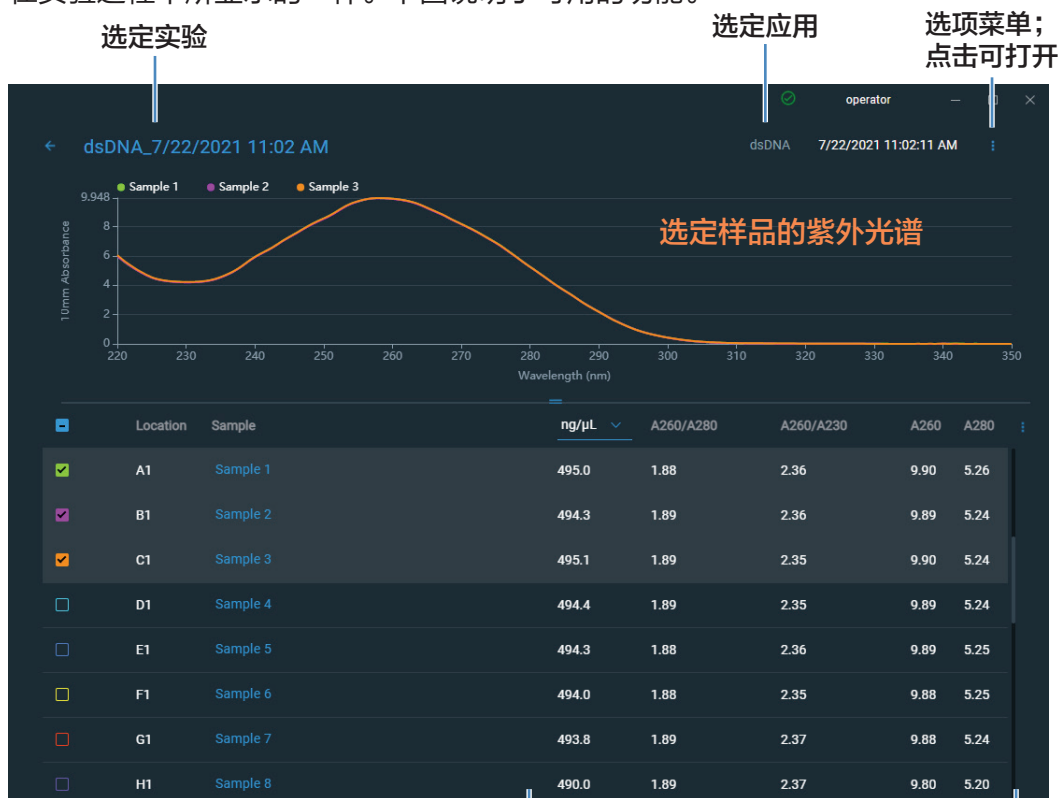 选定实验
选定应用
选项菜单；
点击可打开
operator
dsDNA_7/22/2021 11:02 AM
dsDNA 7/22/2021 11:02:11 AM
Sample 1 Sample 2 Sample 3
选定样品的紫外光谱
10mm Absorbance
9.948
8
6
4
2
0
220 230 240 250 260 270 280 290 300 310 320 330 340 350
Wavelength (nm)
Location Sample ng/µL A260/A280 A260/A230 A260 A280
A1 Sample 1 495.0 1.88 2.36 9.90 5.26
B1 Sample 2 494.3 1.89 2.36 9.89 5.24
C1 Sample 3 495.1 1.89 2.35 9.90 5.24
D1 Sample 4 494.4 1.89 2.35 9.89 5.24
E1 Sample 5 494.3 1.88 2.36 9.89 5.25
F1 Sample 6 494.0 1.88 2.35 9.88 5.25
G1 Sample 7 493.8 1.89 2.37 9.88 5.24
H1 Sample 8 490.0 1.89 2.37 9.80 5.20